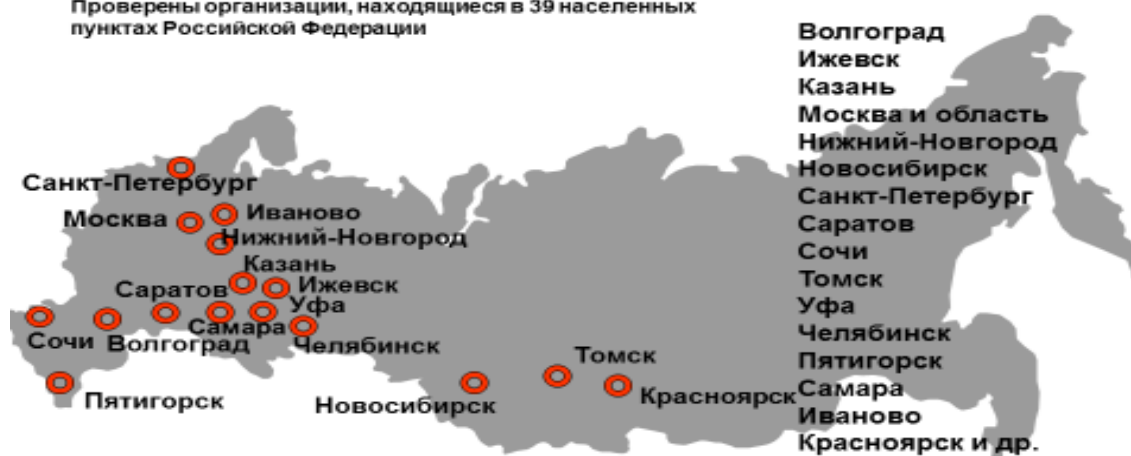 Проверены организации, находящиеся в 39 населенных
пунктах Российской Федерации
Волгоград
Ижевск
Казань
Москва и область
Нижний-Новгород
Новосибирск
Санкт-Петербург
Саратов
Сочи
Томск
Уфа
Челябинск
Пятигорск
Самара
Иваново
Красноярск и др.
Санкт-Петербург
Москва
Иваново
Нижний-Новгород
Казань
Саратов
Ижевск
Уфа
Самара
Сочи
Волгоград
Челябинск
Пятигорск
Новосибирск
Томск
Красноярск